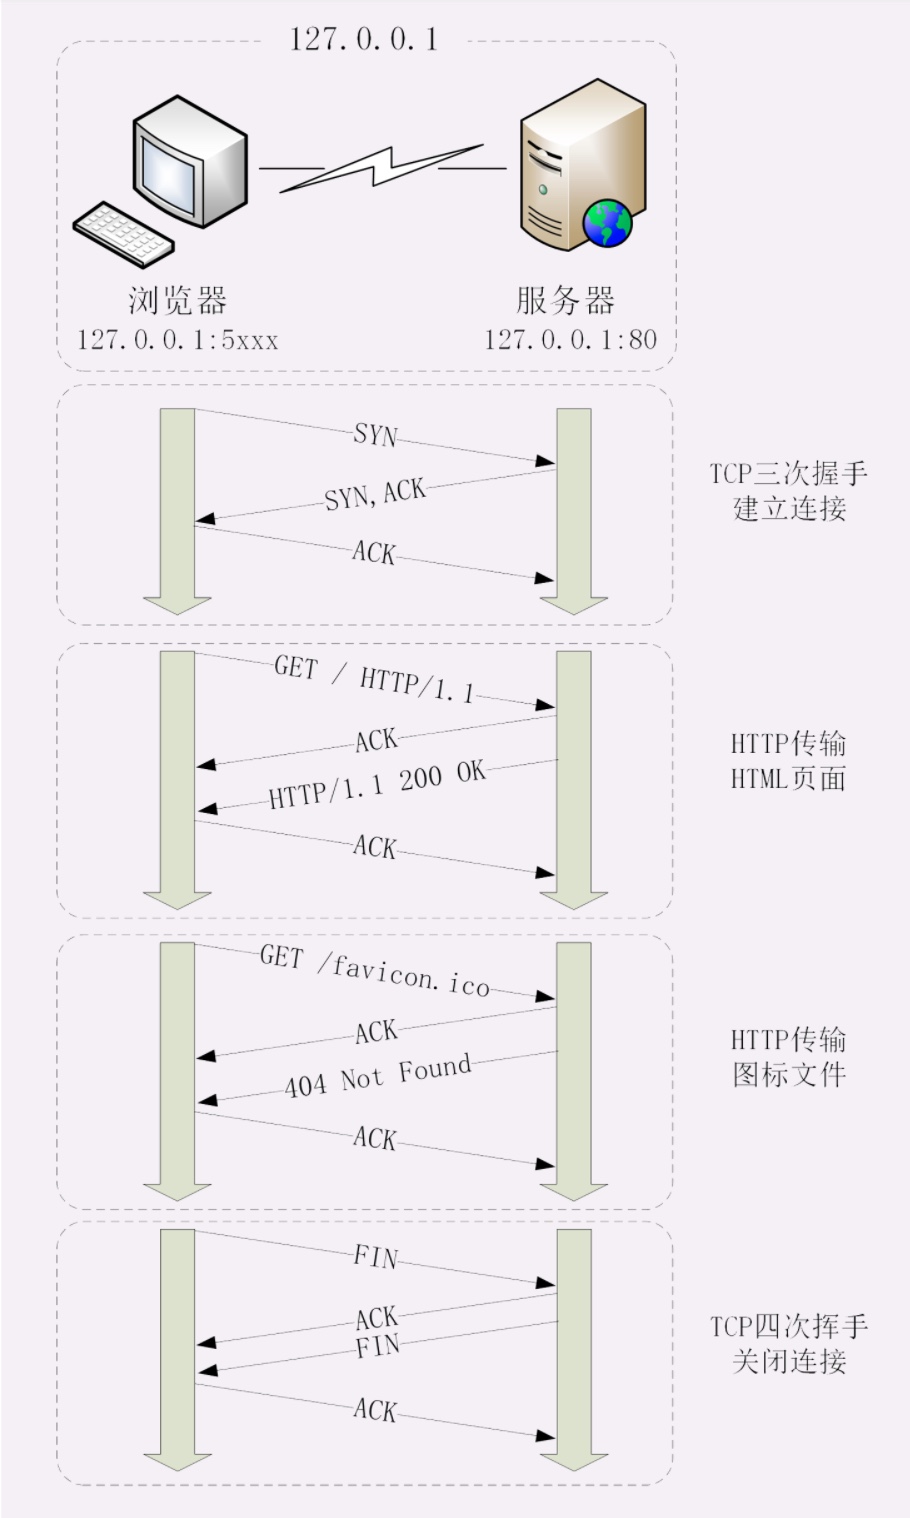 127.0.0.1
浏览器
服务器
127.0.0.1:5xxx
127.0.0.1:80
SYN
SYN,ACK
ACK
TCP三次握手
建立连接
GET / HTTP/1.1
ACK
HTTP/1.1 200 OK
ACK
HTTP传输
HTML页面
GET /favicon.ico
ACK
404 Not Found
ACK
HTTP传输
图标文件
FIN
ACK
FIN
ACK
TCP四次挥手
关闭连接